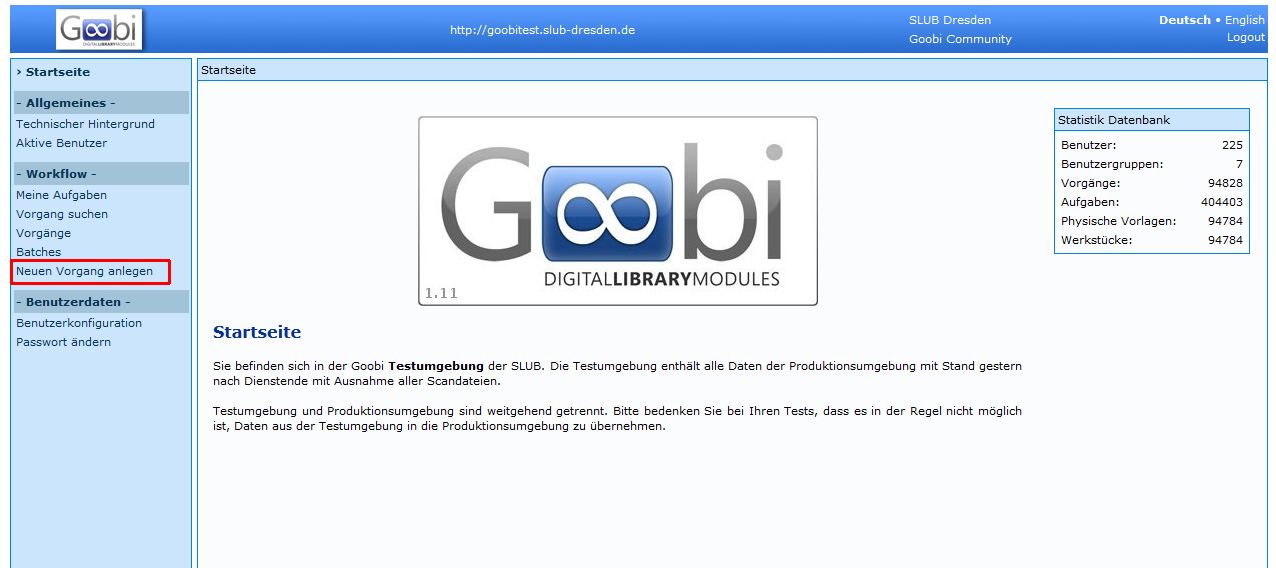 Goobi
DIGITALLIBRARYMODULES
http://goobitest.slub-dresden.de
SLUB Dresden
Goobi Community
Deutsch • English
Logout
› Startseite
- Allgemeines -
Technischer Hintergrund
Aktive Benutzer
- Workflow -
Meine Aufgaben
Vorgang suchen
Vorgänge
Batches
Neuen Vorgang anlegen
- Benutzerdaten -
Benutzerkonfiguration
Passwort ändern
Startseite
Goobi
DIGITALLIBRARYMODULES
1.11
Startseite
Sie befinden sich in der Goobi Testumgebung der SLUB. Die Testumgebung enthält alle Daten der Produktionsumgebung mit Stand gestern
nach Dienstende mit Ausnahme aller Scandateien.
Testumgebung und Produktionsumgebung sind weitgehend getrennt. Bitte bedenken Sie bei Ihren Tests, dass es in der Regel nicht möglich
ist, Daten aus der Testumgebung in die Produktionsumgebung zu übernehmen.
Statistik Datenbank
Benutzer: 225
Benutzergruppen: 7
Vorgänge: 94828
Aufgaben: 404403
Physische Vorlagen: 94784
Werkstücke: 94784